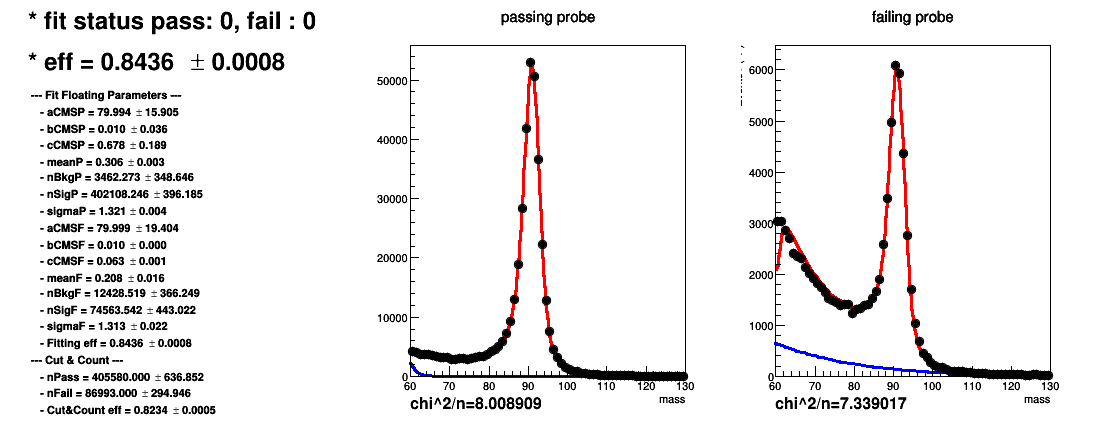 * fit status pass: 0, fail : 0
* eff = 0.8436 ± 0.0008
--- Fit Floating Parameters ---
- aCMSP = 79.994 ± 15.905
- bCMSP = 0.010 ± 0.036
- cCMSP = 0.678 ± 0.189
- meanP = 0.306 ± 0.003
- nBkgP = 3462.273 ± 348.646
- nSigP = 402108.246 ± 396.185
- sigmaP = 1.321 ± 0.004
- aCMSF = 79.999 ± 19.404
- bCMSF = 0.010 ± 0.000
- cCMSF = 0.063 ± 0.001
- meanF = 0.208 ± 0.016
- nBkgF = 12428.519 ± 366.249
- nSigF = 74563.542 ± 443.022
- sigmaF = 1.313 ± 0.022
- Fitting eff = 0.8436 ± 0.0008
--- Cut & Count ---
- nPass = 405580.000 ± 636.852
- nFail = 86993.000 ± 294.946
- Cut&Count eff = 0.8234 ± 0.0005
passing probe
50000
40000
30000
20000
10000
0
60 70 80 90 100 110 120 130
mass
chi^2/n=8.008909
failing probe
6000
5000
4000
3000
2000
1000
0
60 70 80 90 100 110 120 130
mass
chi^2/n=7.339017